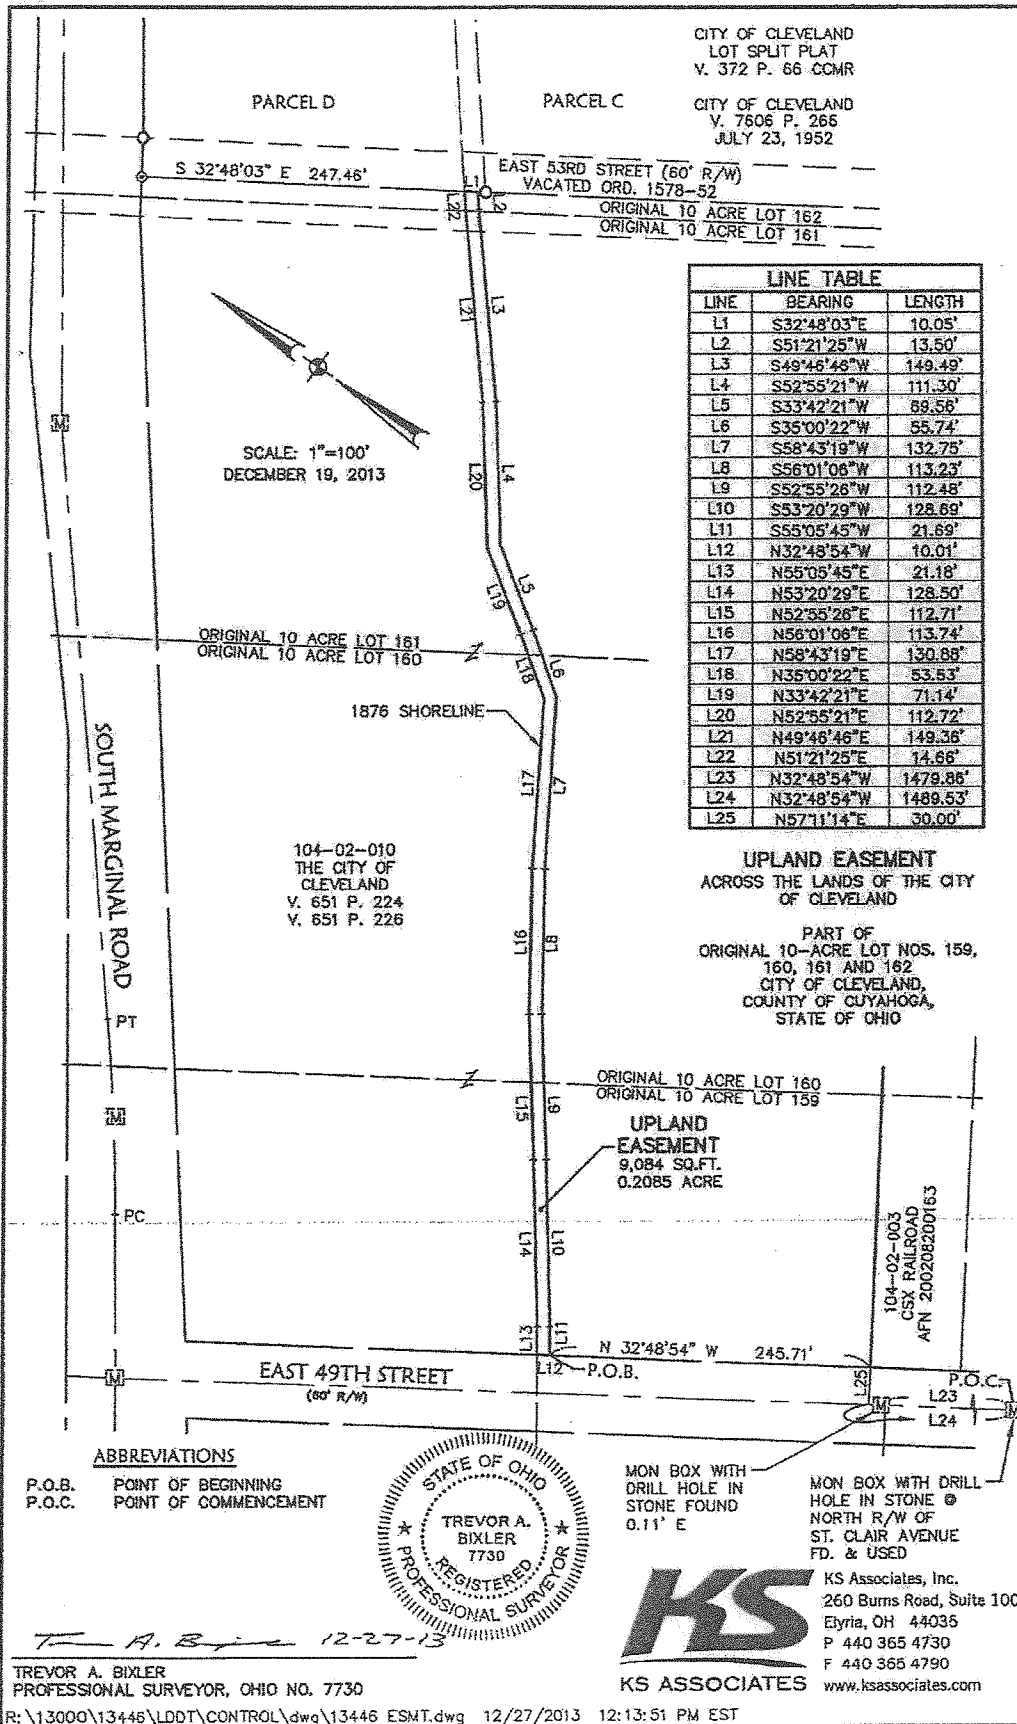 CITY OF CLEVELAND
LOT SPLIT PLAT
V. 372 P. 66 CCMR
CITY OF CLEVELAND
V. 7606 P. 266
JULY 23, 1952
PARCEL D
PARCEL C
S 32°48'03" E 247.46'
EAST 53RD STREET (60' R/W)
VACATED ORD. 1578-52
L1
L2
L22
ORIGINAL 10 ACRE LOT 162
ORIGINAL 10 ACRE LOT 161
L21
L3
SCALE: 1"=100'
DECEMBER 19, 2013
L20
L4
L19
L5
LINE TABLE
LINE BEARING LENGTH
L1 S32°48'03"E 10.05'
L2 S51°21'25"W 13.50'
L3 S49°46'46"W 149.49'
L4 S52°55'21"W 111.30'
L5 S33°42'21"W 69.56'
L6 S35°00'22"W 55.74'
L7 S58°43'19"W 132.75'
L8 S56°01'06"W 113.23'
L9 S52°55'26"W 112.48'
L10 S53°20'29"W 128.69'
L11 S55°05'45"W 21.69'
L12 N32°48'54"W 10.01'
L13 N55°05'45"E 21.18'
L14 N53°20'29"E 128.50'
L15 N52°55'26"E 112.71'
L16 N56°01'06"E 113.74'
L17 N58°43'19"E 130.88'
L18 N35°00'22"E 53.53'
L19 N33°42'21"E 71.14'
L20 N52°55'21"E 112.72'
L21 N49°46'46"E 149.36'
L22 N51°21'25"E 14.66'
L23 N32°48'54"W 1479.86'
L24 N32°48'54"W 1489.53'
L25 N57°11'14"E 30.00'
ORIGINAL 10 ACRE LOT 161
ORIGINAL 10 ACRE LOT 160
L18
L6
1876 SHORELINE
L17
L7
SOUTH MARGINAL ROAD
104-02-010
THE CITY OF
CLEVELAND
V. 651 P. 224
V. 651 P. 226
L16
L8
UPLAND EASEMENT
ACROSS THE LANDS OF THE CITY
OF CLEVELAND
PART OF
ORIGINAL 10-ACRE LOT NOS. 159,
160, 161 AND 162
CITY OF CLEVELAND,
COUNTY OF CUYAHOGA,
STATE OF OHIO
M
PT
M
PC
ORIGINAL 10 ACRE LOT 160
ORIGINAL 10 ACRE LOT 159
L15
L9
UPLAND
EASEMENT
9,084 SQ.FT.
0.2085 ACRE
L14
L10
104-02-003
CSX RAILROAD
AFN 200208200163
L13
L11
L12
N 32°48'54" W 245.71'
P.O.B.
EAST 49TH STREET
(60' R/W)
M
L25
M
L23
L24
P.O.C.
M
ABBREVIATIONS
P.O.B. POINT OF BEGINNING
P.O.C. POINT OF COMMENCEMENT
STATE OF OHIO
TREVOR A.
BIXLER
7730
REGISTERED
PROFESSIONAL SURVEYOR
MON BOX WITH
DRILL HOLE IN
STONE FOUND
0.11' E
MON BOX WITH DRILL
HOLE IN STONE @
NORTH R/W OF
ST. CLAIR AVENUE
FD. & USED
KS
KS ASSOCIATES
KS Associates, Inc.
260 Burns Road, Suite 100
Elyria, OH 44035
P 440 365 4730
F 440 365 4790
www.ksassociates.com
12-27-13
TREVOR A. BIXLER
PROFESSIONAL SURVEYOR, OHIO NO. 7730
R:\13000\13446\LDDT\CONTROL\dwg\13446 ESMT.dwg 12/27/2013 12:13:51 PM EST